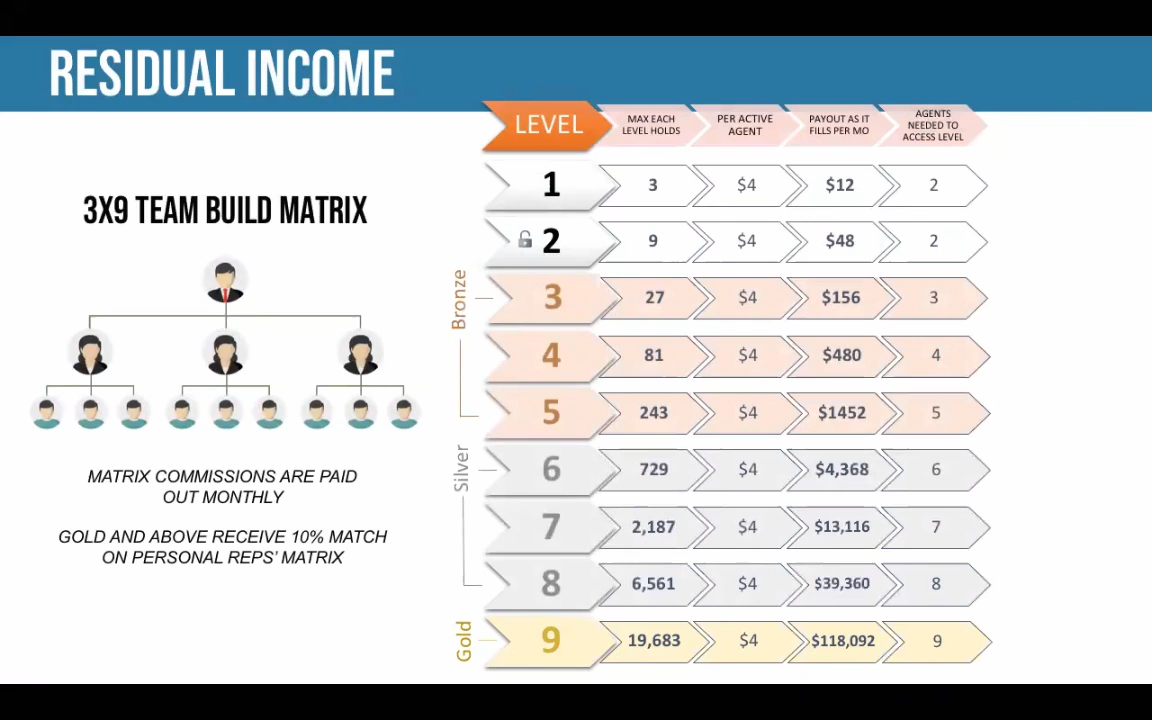 RESIDUAL INCOME
LEVEL
MAX EACH
LEVEL HOLDS
PER ACTIVE
AGENT
PAYOUT AS IT
FILLS PER MO
AGENTS
NEEDED TO
ACCESS LEVEL
3X9 TEAM BUILD MATRIX
MATRIX COMMISSIONS ARE PAID
OUT MONTHLY
GOLD AND ABOVE RECEIVE 10% MATCH
ON PERSONAL REPS' MATRIX
1 3 $4 $12 2
2 9 $4 $48 2
Bronze
3 27 $4 $156 3
4 81 $4 $480 4
5 243 $4 $1452 5
Silver
6 729 $4 $4,368 6
7 2,187 $4 $13,116 7
8 6,561 $4 $39,360 8
Gold
9 19,683 $4 $118,092 9